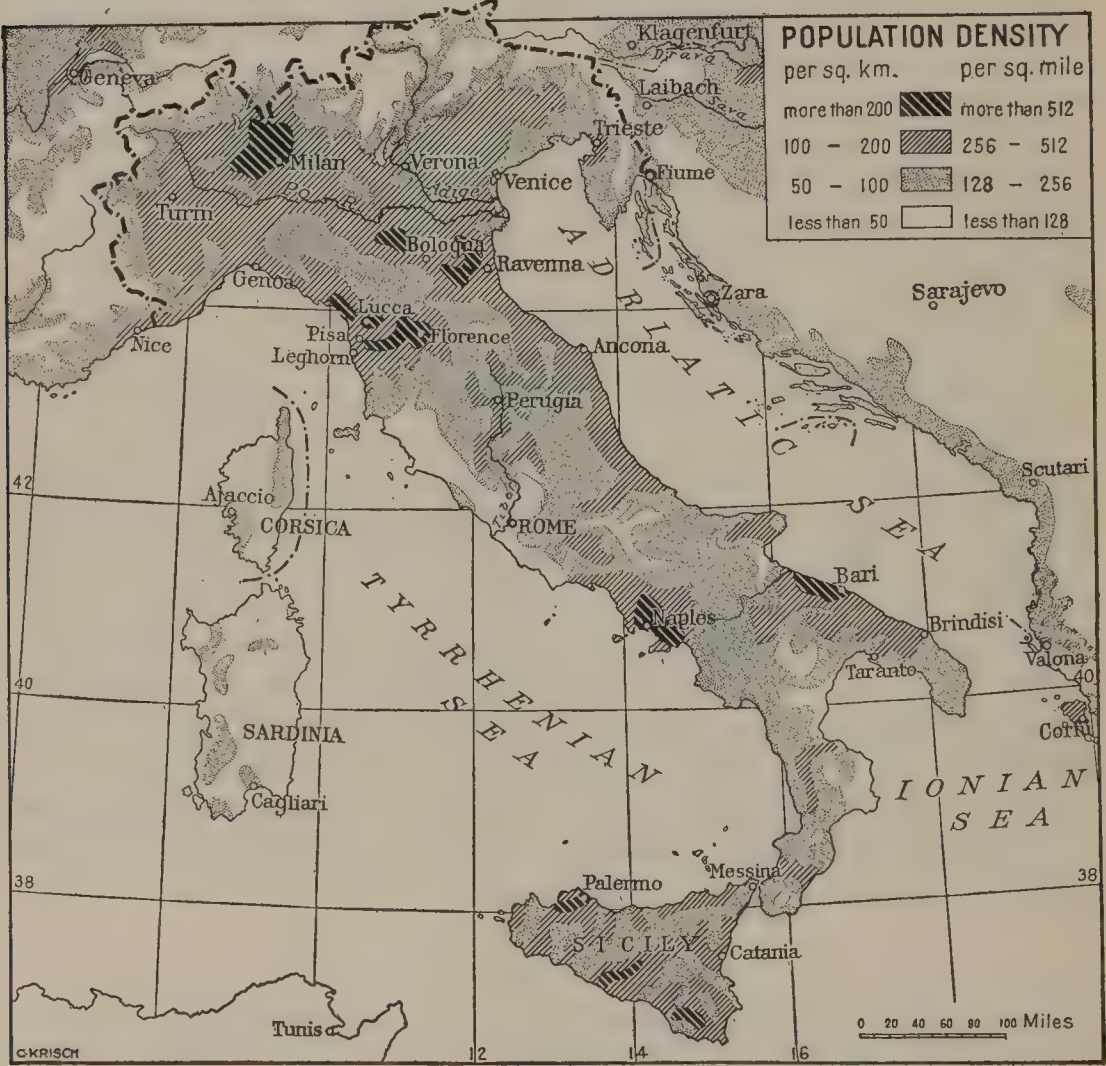 POPULATION DENSITY
per sq. km. per sq. mile
more than 200 more than 512
100 - 200 256 - 512
50 - 100 128 - 256
less than 50 less than 128
Klagenfurt
Drava
Geneva
Laibach
Sava
Trieste
Milan
Verona
Venice
Fiume
Adige
Po R.
Turin
Bologna
Ravenna
Genoa
Zara
Sarajevo
Lucca
Pisa
Florence
Nice
Leghorn
Ancona
ADRIATIC SEA
Perugia
Scutari
42
Ajaccio
CORSICA
ROME
TYRRHENIAN SEA
Bari
Naples
Brindisi
Taranto
Valona
40
40
SARDINIA
Corfu
Cagliari
IONIAN
SEA
Messina
38
38
Palermo
SICILY
Catania
Tunis
0 20 40 60 80 100 Miles
G·KRISCH
12
14
16